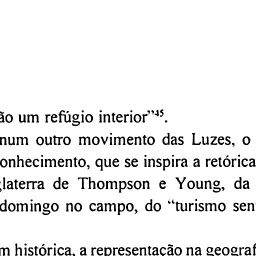 ão um refúgio interior"⁴⁵.
num outro movimento das Luzes, o
onhecimento, que se inspira a retórica
glaterra de Thompson e Young, da
domingo no campo, do “turismo sen
m histórica, a representação na geograf